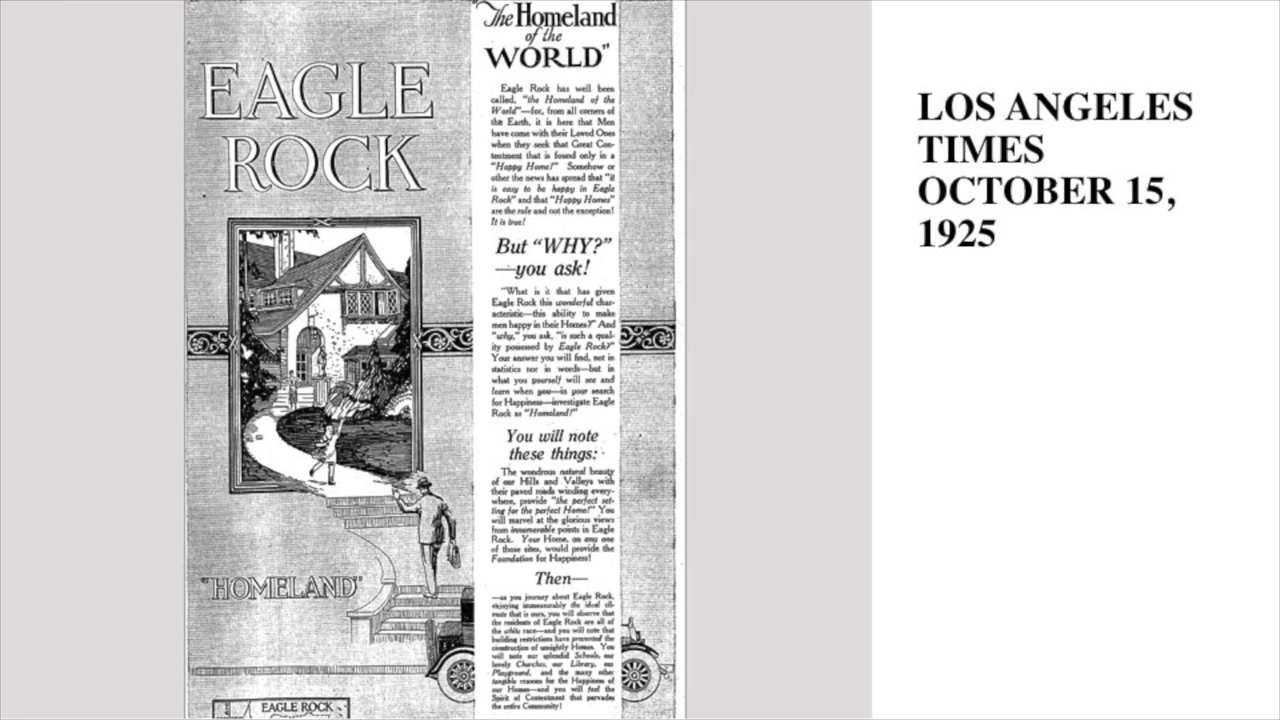 EAGLE
ROCK
"HOMELAND"
EAGLE ROCK
"The Homeland
of the
WORLD"
Eagle Rock has well been
called, "the Homeland of the
World"—for, from all corners of
the Earth, it is here that Men
have come with their Loved Ones
when they seek that Great Con-
tentment that is found only in a
"Happy Home!" Somehow or
other the news has spread that "it
is easy to be happy in Eagle
Rock" and that "Happy Homes"
are the rule and not the exception!
It is true!
But "WHY?"
—you ask!
"What is it that has given
Eagle Rock this wonderful char-
acteristic—this ability to make
men happy in their Homes?" And
"why," you ask, "is such a qual-
ity possessed by Eagle Rock?"
Your answer you will find, not in
statistics nor in words—but in
what you yourself will see and
learn when you—in your search
for Happiness—investigate Eagle
Rock as "Homeland!"
You will note
these things:
The wondrous natural beauty
of our Hills and Valleys with
their paved roads winding every-
where, provide "the perfect set-
ting for the perfect Home!" You
will marvel at the glorious views
from innumerable points in Eagle
Rock. Your Home, on any one
of those sites, would provide the
Foundation for Happiness!
Then—
—as you journey about Eagle Rock,
enjoying immeasurably the ideal cli-
mate that is ours, you will observe that
the residents of Eagle Rock are all of
the white race—and you will note that
building restrictions have prevented the
construction of unsightly Homes. You
will note our splendid Schools, our
lovely Churches, our Library, our
Playground, and the many other
tangible reasons for the Happiness of
our Homes—and you will feel the
Spirit of Contentment that pervades
the entire Community!
LOS ANGELES
TIMES
OCTOBER 15,
1925